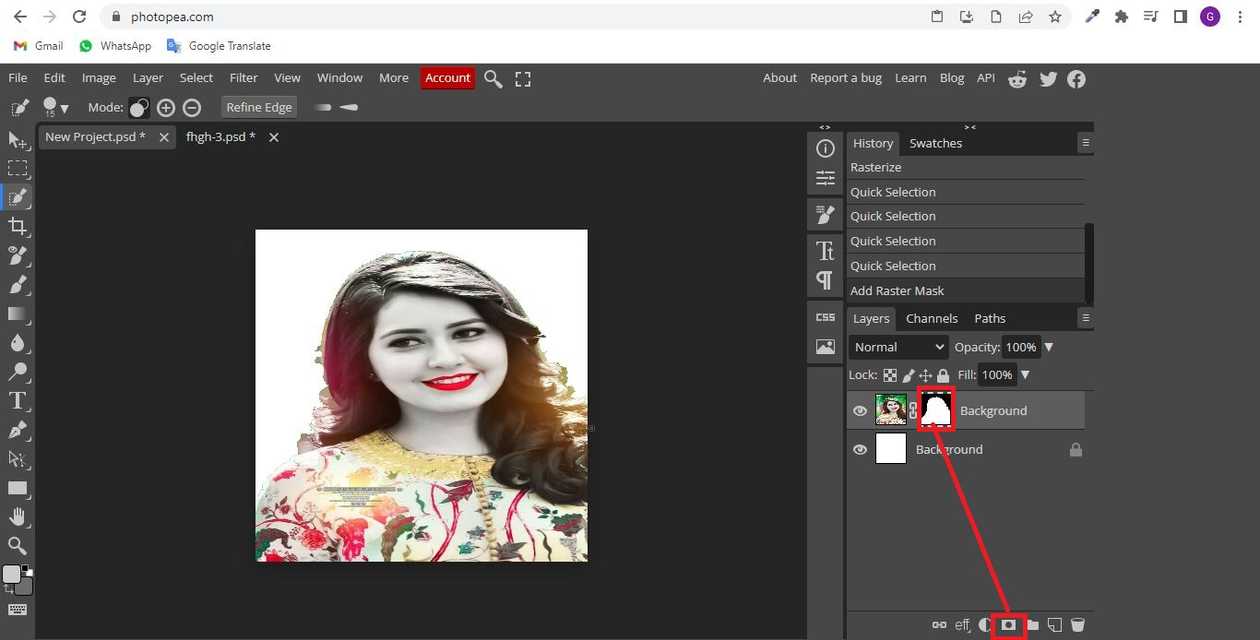 photopea.com
G
Gmail WhatsApp Google Translate
File Edit Image Layer Select Filter View Window More Account About Report a bug Learn Blog API
15 Mode: Refine Edge
New Project.psd * fhgh-3.psd *
History Swatches
Rasterize
Quick Selection
Quick Selection
Quick Selection
Quick Selection
Add Raster Mask
CSS
Layers Channels Paths
Normal Opacity: 100%
Lock: Fill: 100%
Background
Background
eff